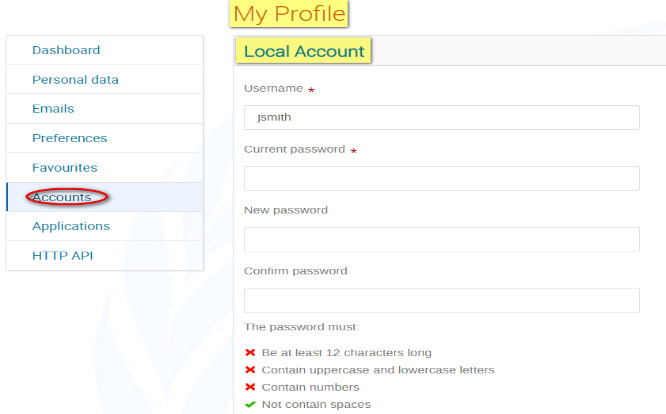 My Profile
Dashboard
Personal data
Emails
Preferences
Favourites
Accounts
Applications
HTTP API
Local Account
Username *
jsmith
Current password *
New password
Confirm password
The password must:
Be at least 12 characters long
Contain uppercase and lowercase letters
Contain numbers
Not contain spaces